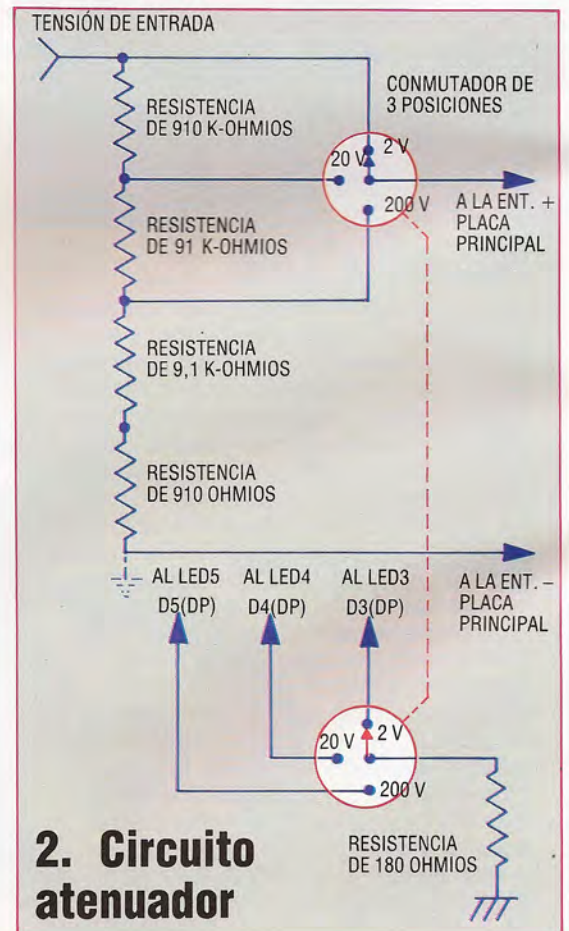 TENSIÓN DE ENTRADA
RESISTENCIA
DE 910 K-OHMIOS
CONMUTADOR DE
3 POSICIONES
20 V
2 V
200 V
A LA ENT. +
PLACA
PRINCIPAL
RESISTENCIA
DE 91 K-OHMIOS
RESISTENCIA
DE 9,1 K-OHMIOS
RESISTENCIA
DE 910 OHMIOS
AL LED5
D5(DP)
AL LED4
D4(DP)
AL LED3
D3(DP)
A LA ENT. –
PLACA
PRINCIPAL
20 V
2 V
200 V
RESISTENCIA
DE 180 OHMIOS
2. Circuito
atenuador